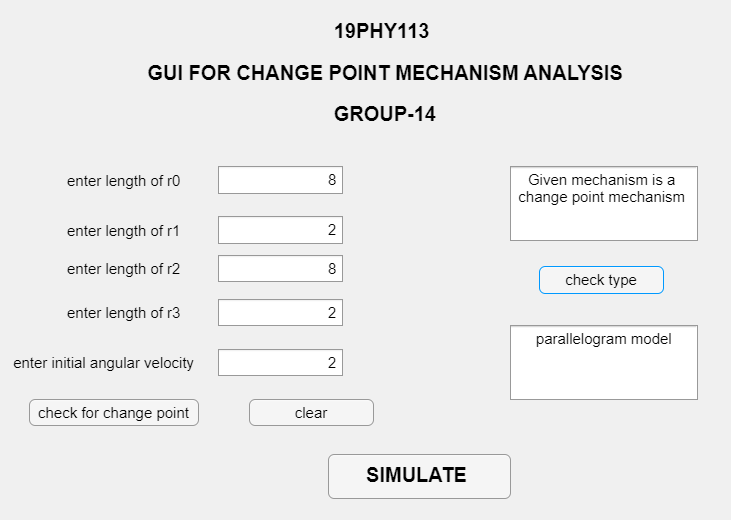 19PHY113
GUI FOR CHANGE POINT MECHANISM ANALYSIS
GROUP-14
enter length of r0 8
enter length of r1 2
enter length of r2 8
enter length of r3 2
enter initial angular velocity 2
check for change point clear
Given mechanism is a
change point mechanism
check type
parallelogram model
SIMULATE